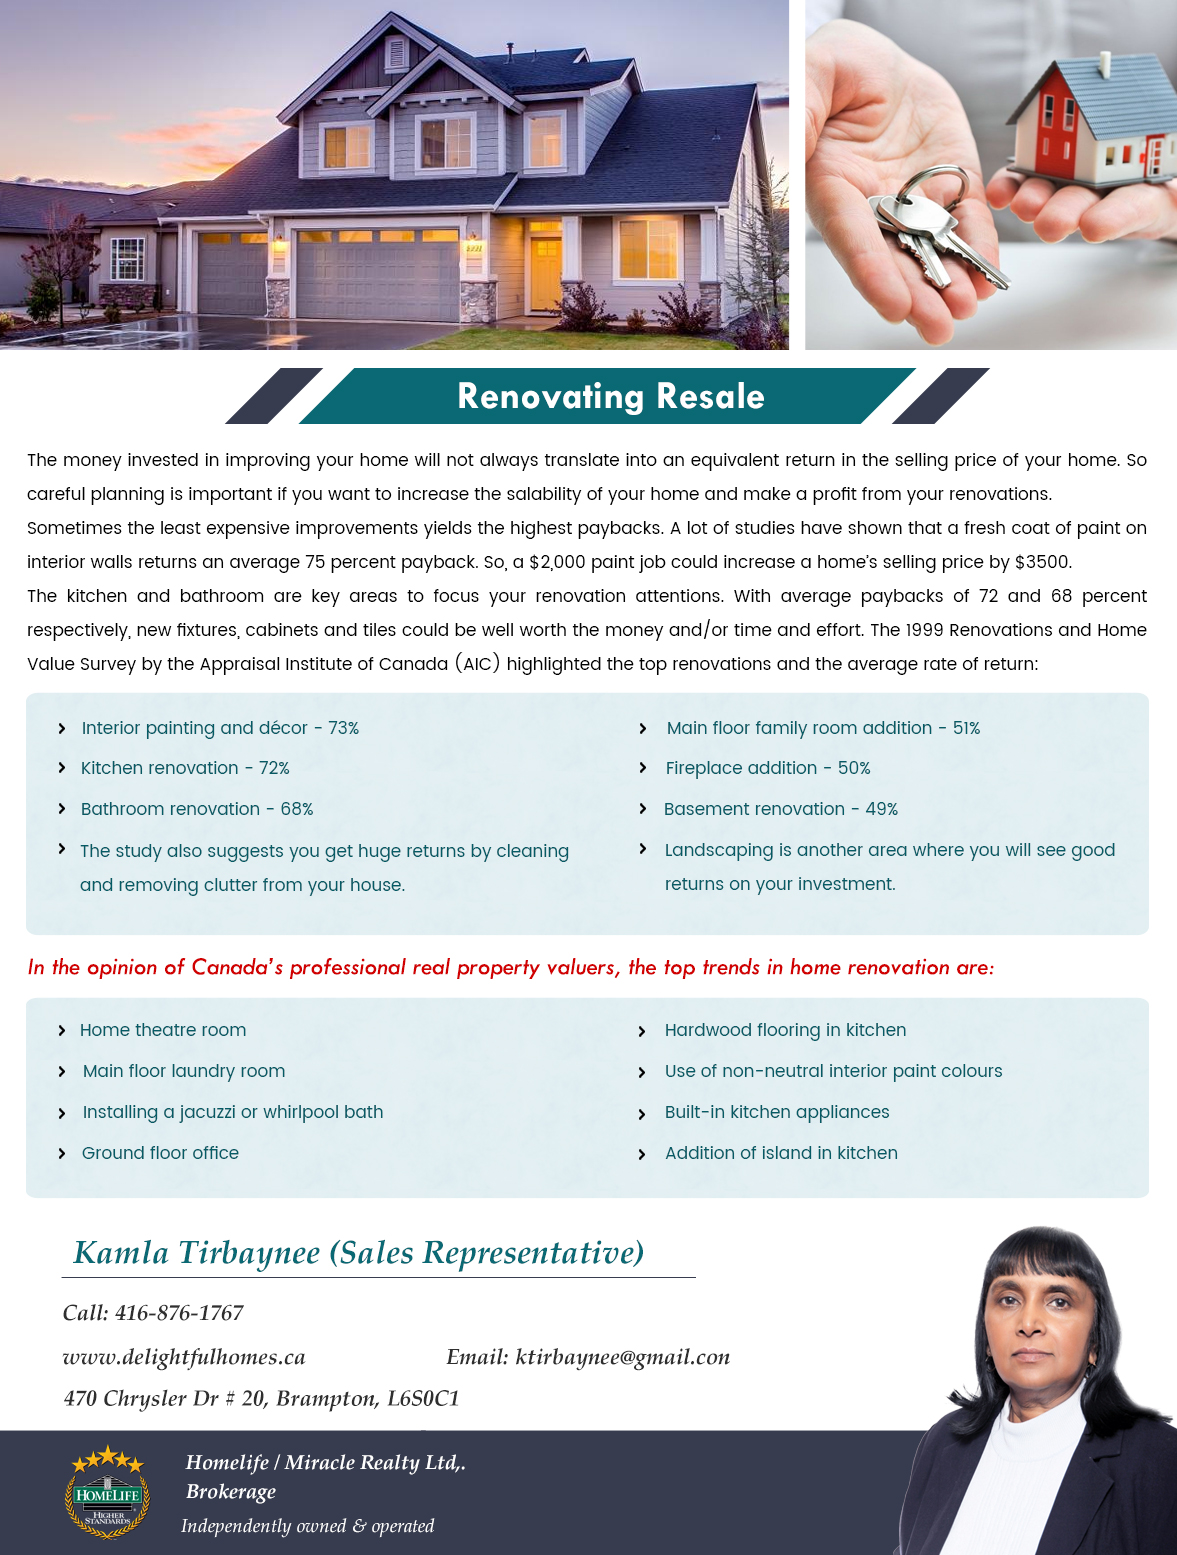 Renovating Resale
The money invested in improving your home will not always translate into an equivalent return in the selling price of your home. So
careful planning is important if you want to increase the salability of your home and make a profit from your renovations.
Sometimes the least expensive improvements yields the highest paybacks. A lot of studies have shown that a fresh coat of paint on
interior walls returns an average 75 percent payback. So, a $2,000 paint job could increase a home's selling price by $3500.
The kitchen and bathroom are key areas to focus your renovation attentions. With average paybacks of 72 and 68 percent
respectively, new fixtures, cabinets and tiles could be well worth the money and/or time and effort. The 1999 Renovations and Home
Value Survey by the Appraisal Institute of Canada (AIC) highlighted the top renovations and the average rate of return:
Interior painting and décor - 73%
Kitchen renovation - 72%
Bathroom renovation - 68%
The study also suggests you get huge returns by cleaning
and removing clutter from your house.
Main floor family room addition - 51%
Fireplace addition - 50%
Basement renovation - 49%
Landscaping is another area where you will see good
returns on your investment.
In the opinion of Canada's professional real property valuers, the top trends in home renovation are:
Home theatre room
Main floor laundry room
Installing a jacuzzi or whirlpool bath
Ground floor office
Hardwood flooring in kitchen
Use of non-neutral interior paint colours
Built-in kitchen appliances
Addition of island in kitchen
Kamla Tirbaynee (Sales Representative)
Call: 416-876-1767
www.delightfulhomes.ca
Email: ktirbaynee@gmail.con
470 Chrysler Dr # 20, Brampton, L6S0C1
HOMELIFE
HIGHER
STANDARDS
Homelife / Miracle Realty Ltd,.
Brokerage
Independently owned & operated